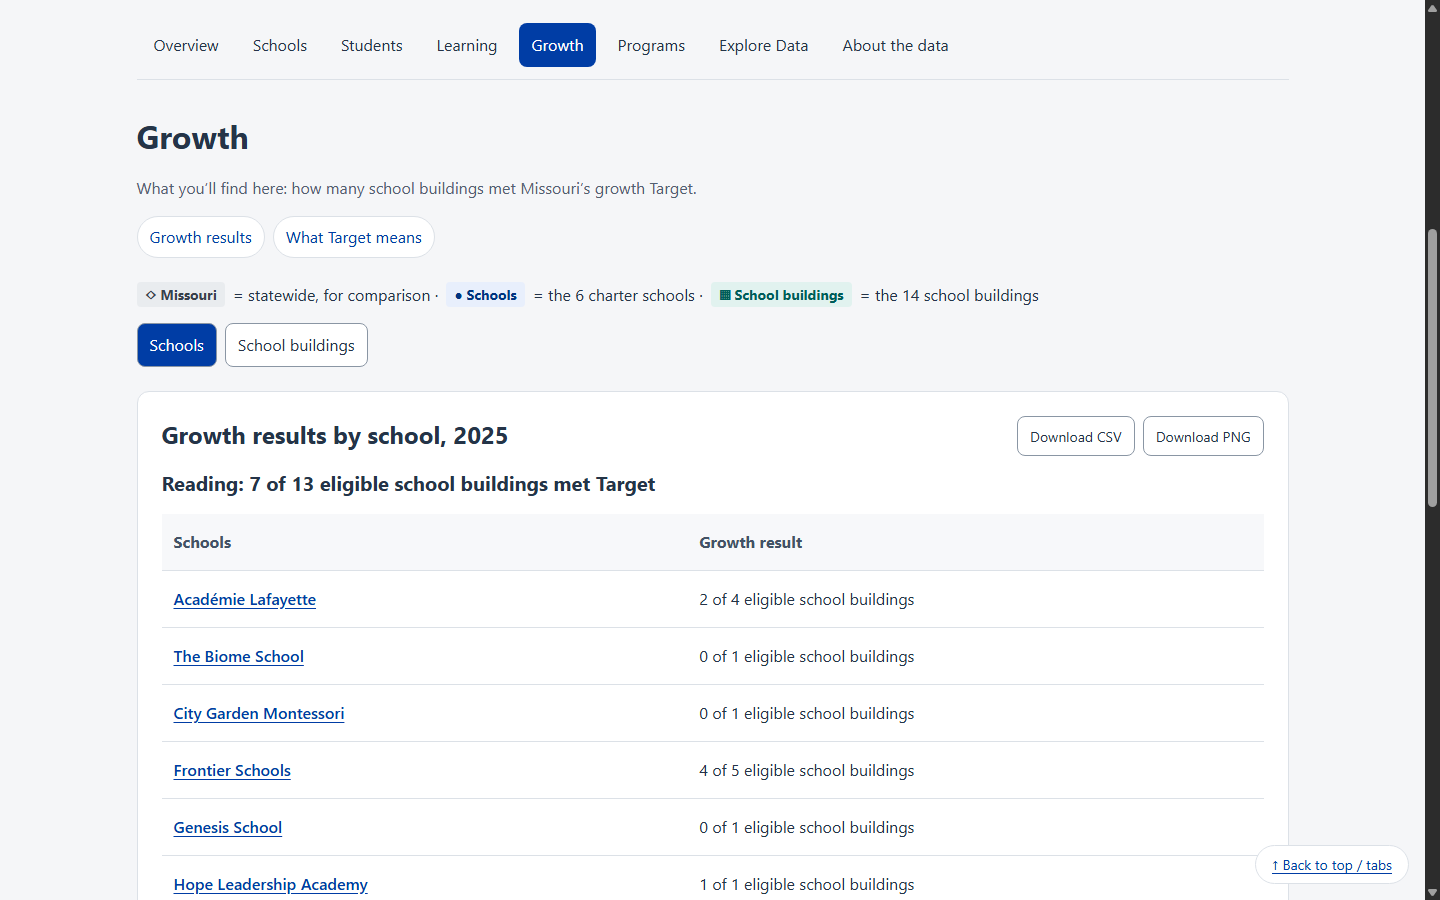 Overview Schools Students Learning Growth Programs Explore Data About the data
Growth
What you'll find here: how many school buildings met Missouri's growth Target.
Growth results What Target means
◇ Missouri = statewide, for comparison · ● Schools = the 6 charter schools · ■ School buildings = the 14 school buildings
Schools School buildings
Growth results by school, 2025 Download CSV Download PNG
Reading: 7 of 13 eligible school buildings met Target
Schools Growth result
Académie Lafayette 2 of 4 eligible school buildings
The Biome School 0 of 1 eligible school buildings
City Garden Montessori 0 of 1 eligible school buildings
Frontier Schools 4 of 5 eligible school buildings
Genesis School 0 of 1 eligible school buildings
Hope Leadership Academy 1 of 1 eligible school buildings
↑ Back to top / tabs